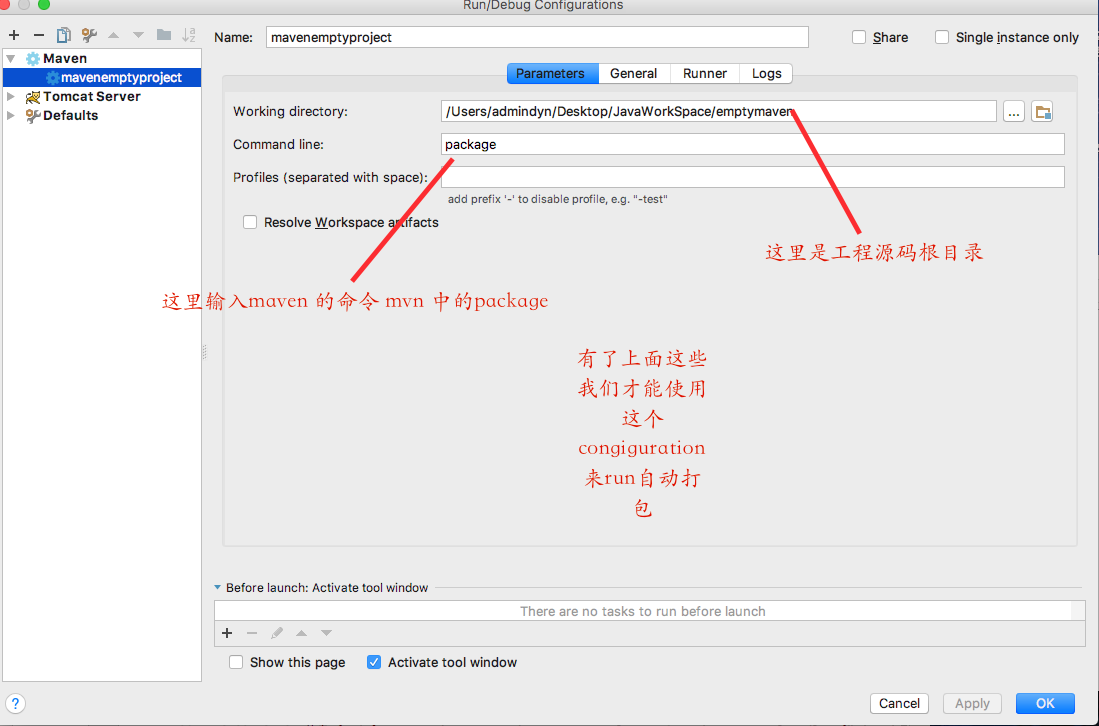 Run/Debug Configurations
Name: mavenemptyproject Share Single instance only
Maven
mavenemptyproject
Tomcat Server
Defaults
Parameters General Runner Logs
Working directory: /Users/admindyn/Desktop/JavaWorkSpace/emptymaven ...
Command line: package
Profiles (separated with space):
add prefix '-' to disable profile, e.g. "-test"
Resolve Workspace artifacts
这里是工程源码根目录
这里输入maven 的命令 mvn 中的package
有了上面这些
我们才能使用
这个
congiguration
来run自动打
包
Before launch: Activate tool window
There are no tasks to run before launch
Show this page Activate tool window
? Cancel Apply OK